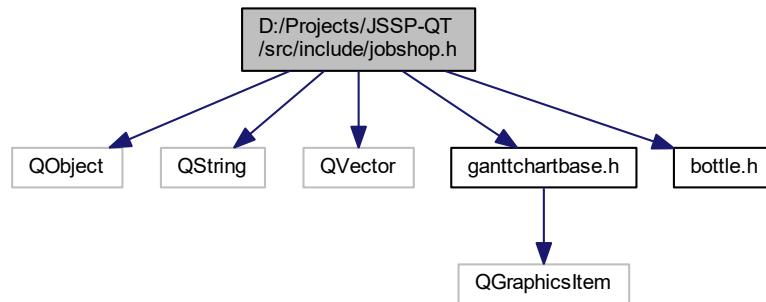 D:/Projects/JSSP-QT
/src/include/jobshop.h
QObject
QString
QVector
ganttchartbase.h
bottle.h
QGraphicsItem